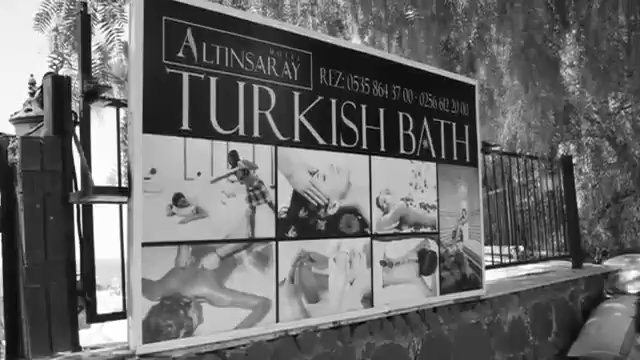 HOTEL
ALTINSARAY
REZ: 0535 864 37 00 - 0256 612 20 00
TURKISH BATH